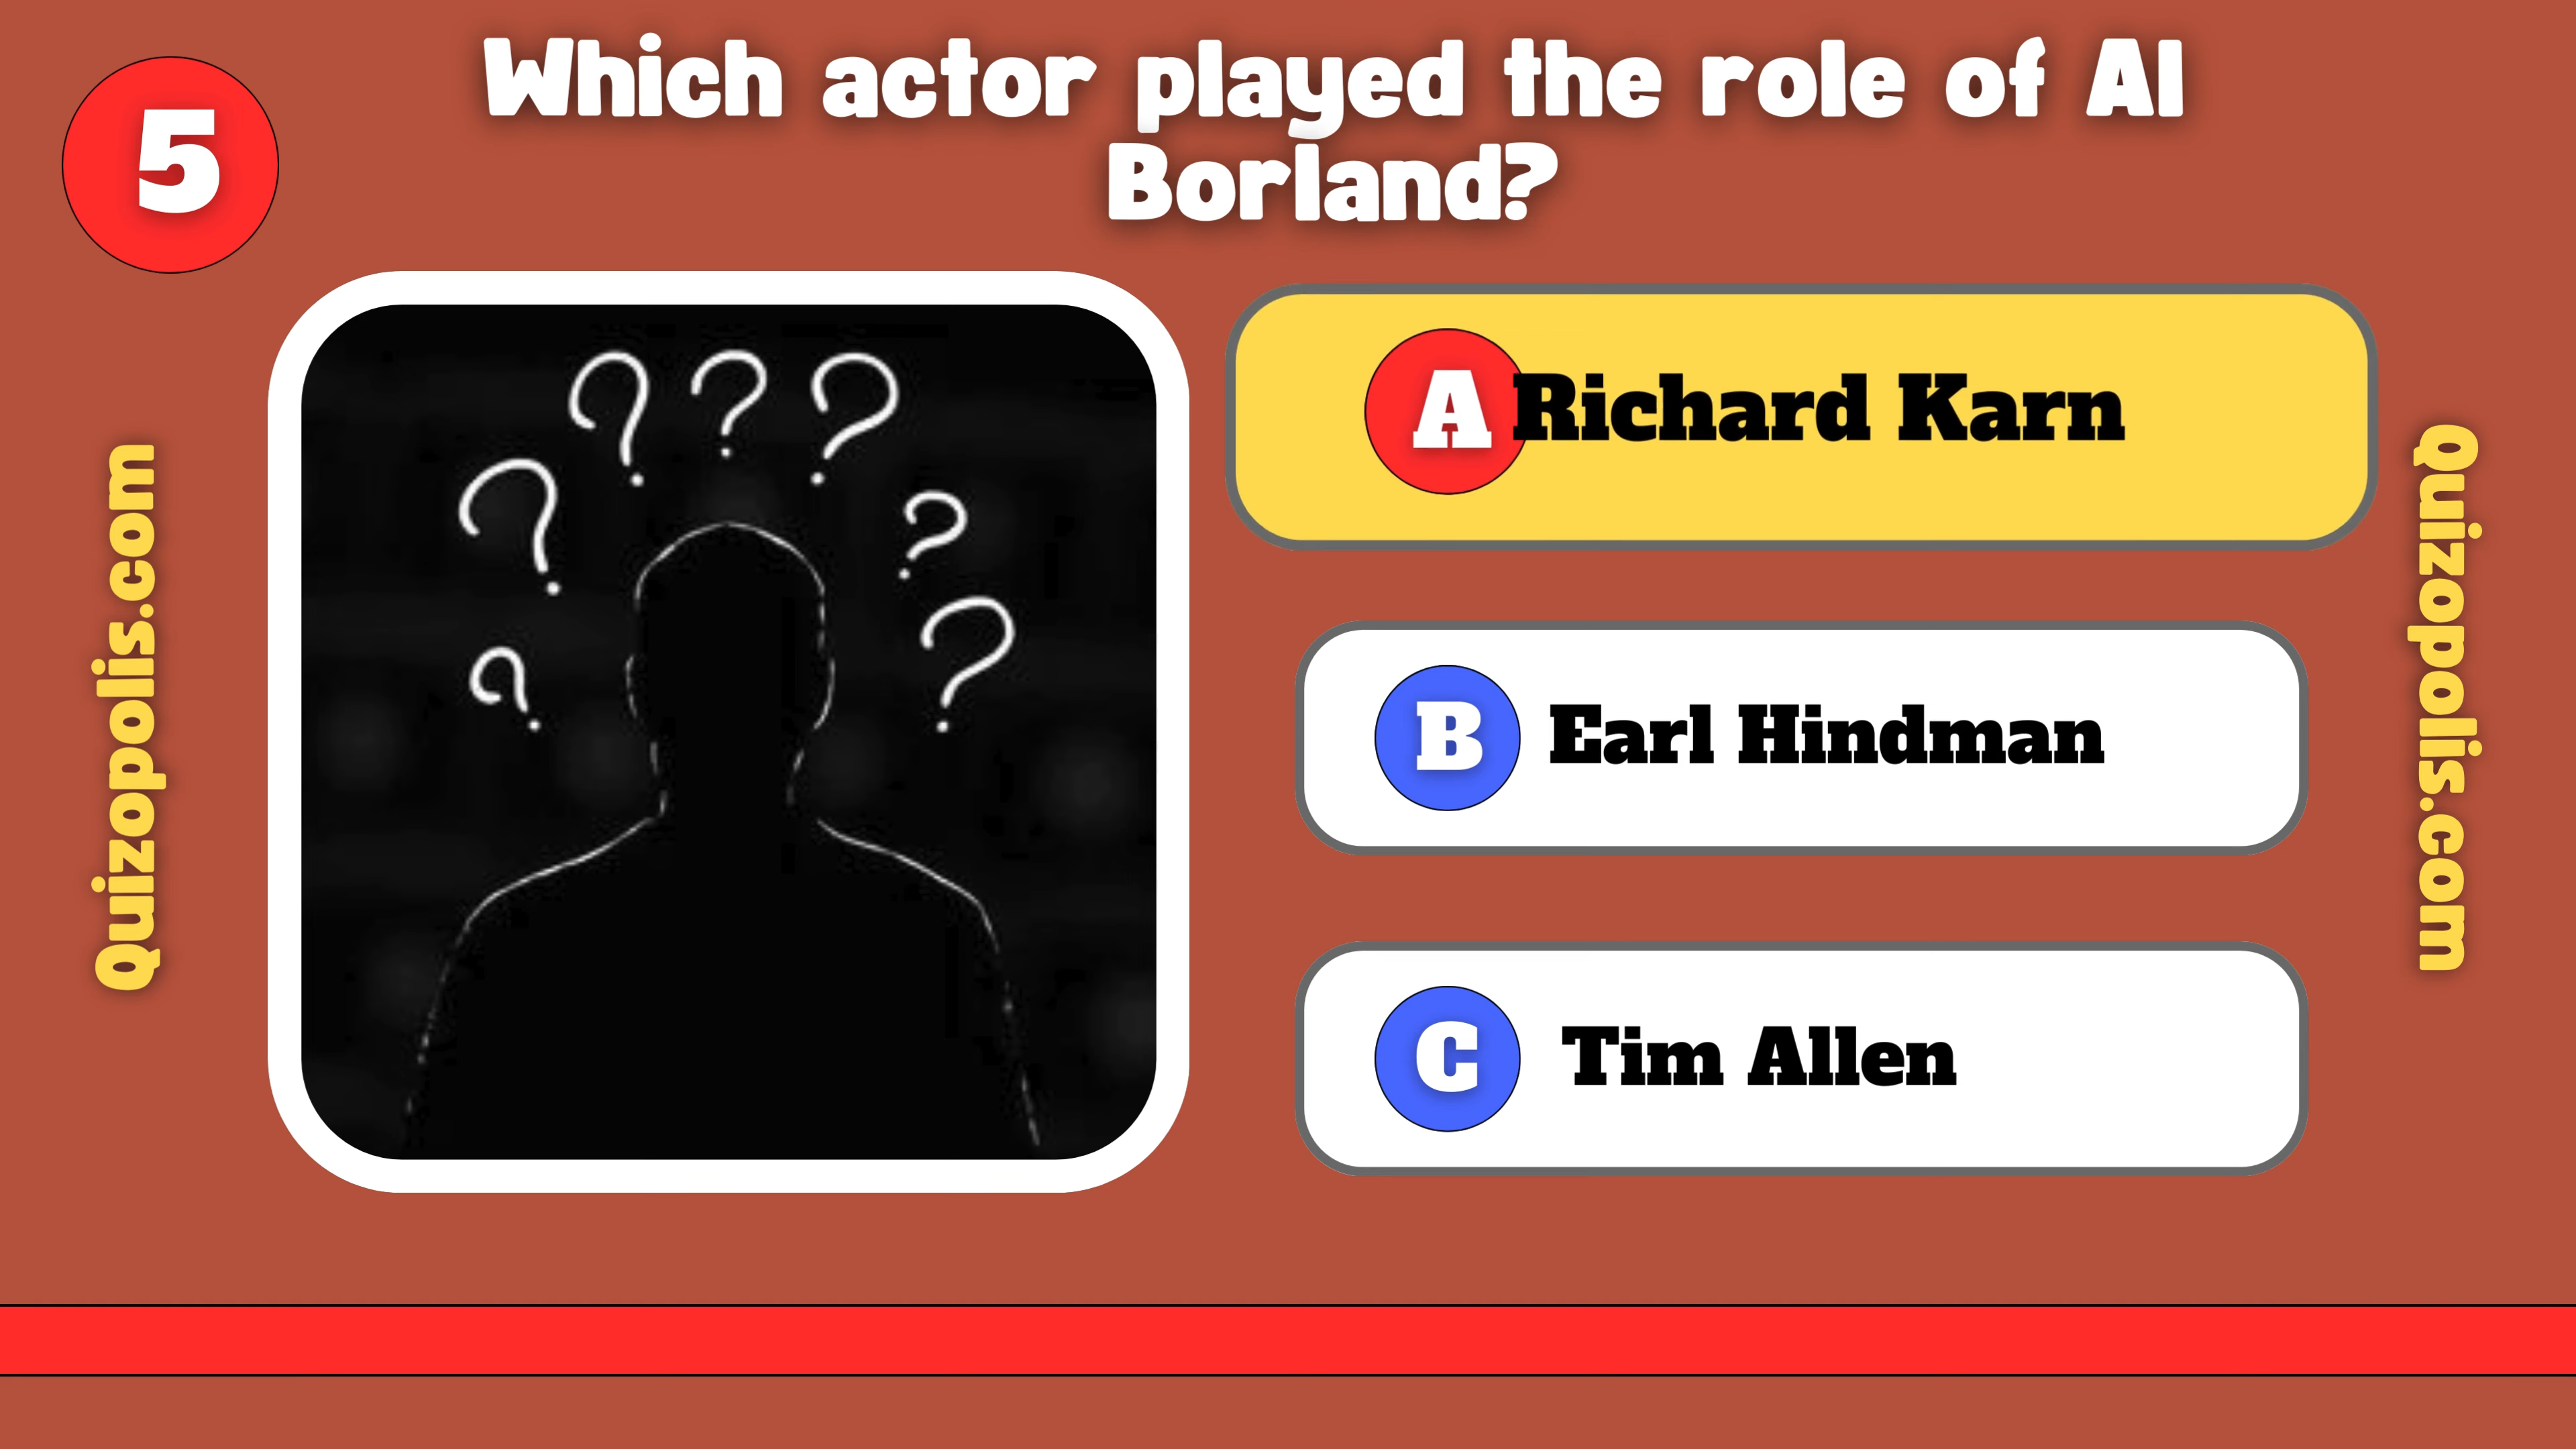 5
Which actor played the role of Al
Borland?
Quizopolis.com
? ? ? ? ? ? ?
A Richard Karn
B Earl Hindman
C Tim Allen
Quizopolis.com